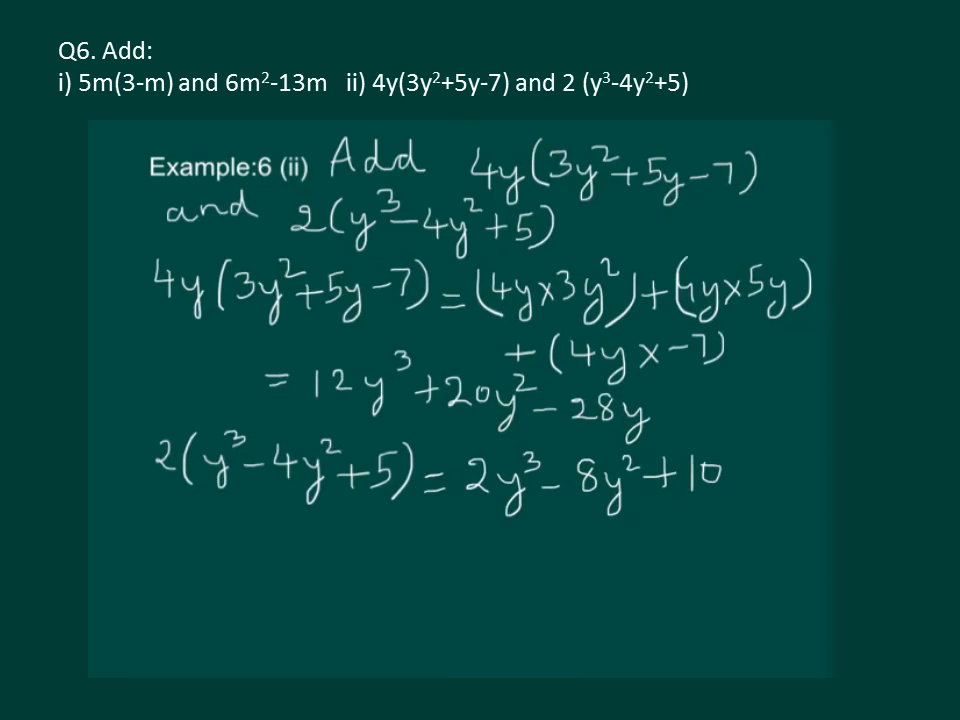 Q6. Add:
i) 5m(3-m) and 6m²-13m ii) 4y(3y²+5y-7) and 2 (y³-4y²+5)
Example:6 (ii) Add 4y(3y²+5y-7)
and 2(y³-4y²+5)
4y(3y²+5y-7) = (4y×3y²)+(4y×5y)
+(4y×-7)
= 12y³+20y²-28y
2(y³-4y²+5) = 2y³-8y²+10